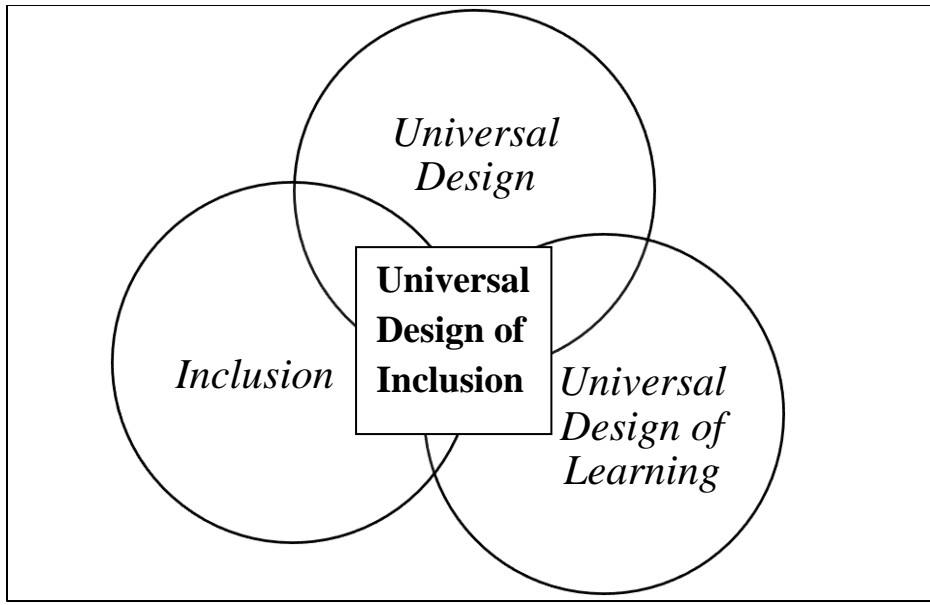 Universal
Design
Universal
Design of
Inclusion
Inclusion
Universal
Design of
Learning